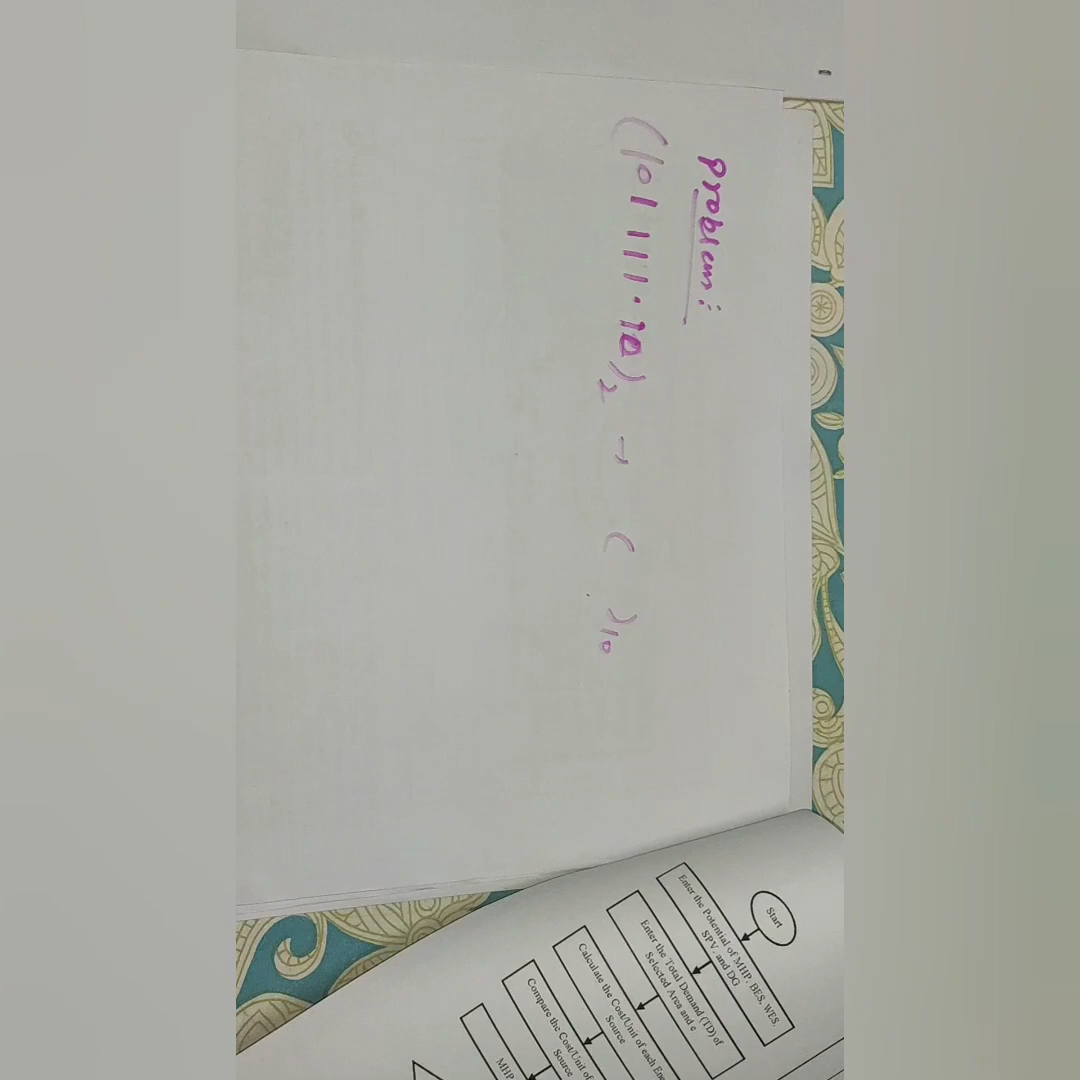 Problem:
(101111.10)2 → ( )10
Start
Enter the Potential of MHP, BES, WES,
SPV and DG
Enter the Total Demand (TD) of
Selected Area and e
Calculate the Cost/Unit of each Ene
Source
Compare the Cost/Unit of
Source
MHP